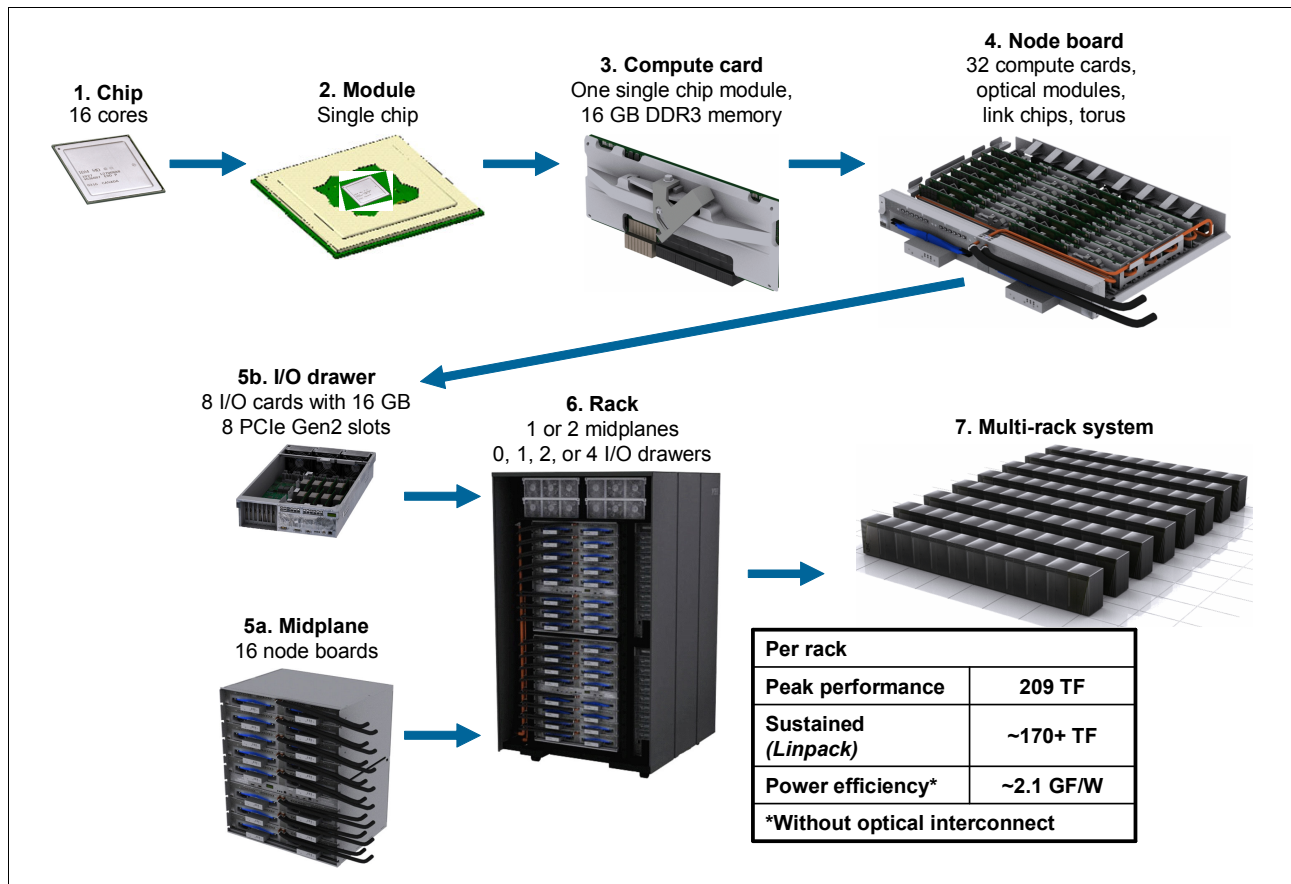 1. Chip
16 cores
2. Module
Single chip
3. Compute card
One single chip module,
16 GB DDR3 memory
4. Node board
32 compute cards,
optical modules,
link chips, torus
5b. I/O drawer
8 I/O cards with 16 GB
8 PCIe Gen2 slots
6. Rack
1 or 2 midplanes
0, 1, 2, or 4 I/O drawers
7. Multi-rack system
5a. Midplane
16 node boards
Per rack
Peak performance 209 TF
Sustained
(Linpack) ~170+ TF
Power efficiency* ~2.1 GF/W
*Without optical interconnect